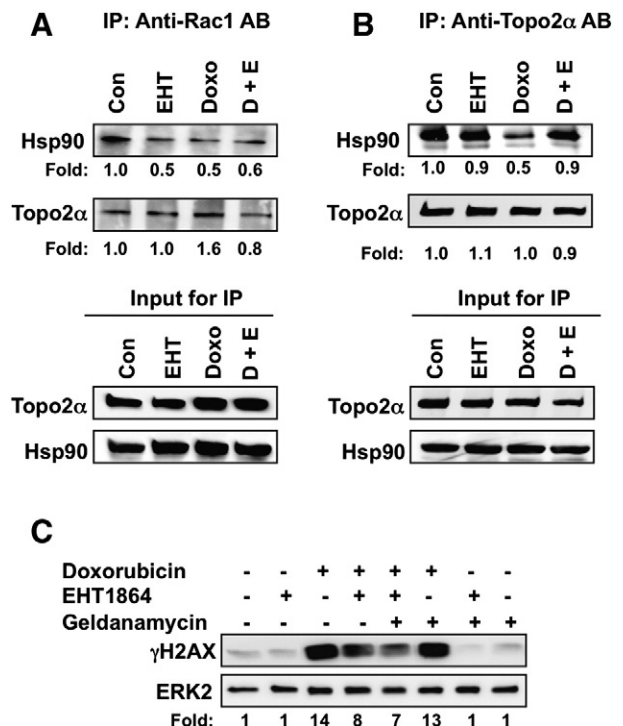 A IP: Anti-Rac1 AB
Con EHT Doxo D + E
Hsp90
Fold: 1.0 0.5 0.5 0.6
Topo2α
Fold: 1.0 1.0 1.6 0.8
Input for IP
Con EHT Doxo D + E
Topo2α
Hsp90
B IP: Anti-Topo2α AB
Con EHT Doxo D + E
Hsp90
Fold: 1.0 0.9 0.5 0.9
Topo2α
Fold: 1.0 1.1 1.0 0.9
Input for IP
Con EHT Doxo D + E
Topo2α
Hsp90
C
Doxorubicin - - + + + + - -
EHT1864 - + - + + - + -
Geldanamycin - - - - + + + +
γH2AX
ERK2
Fold: 1 1 14 8 7 13 1 1